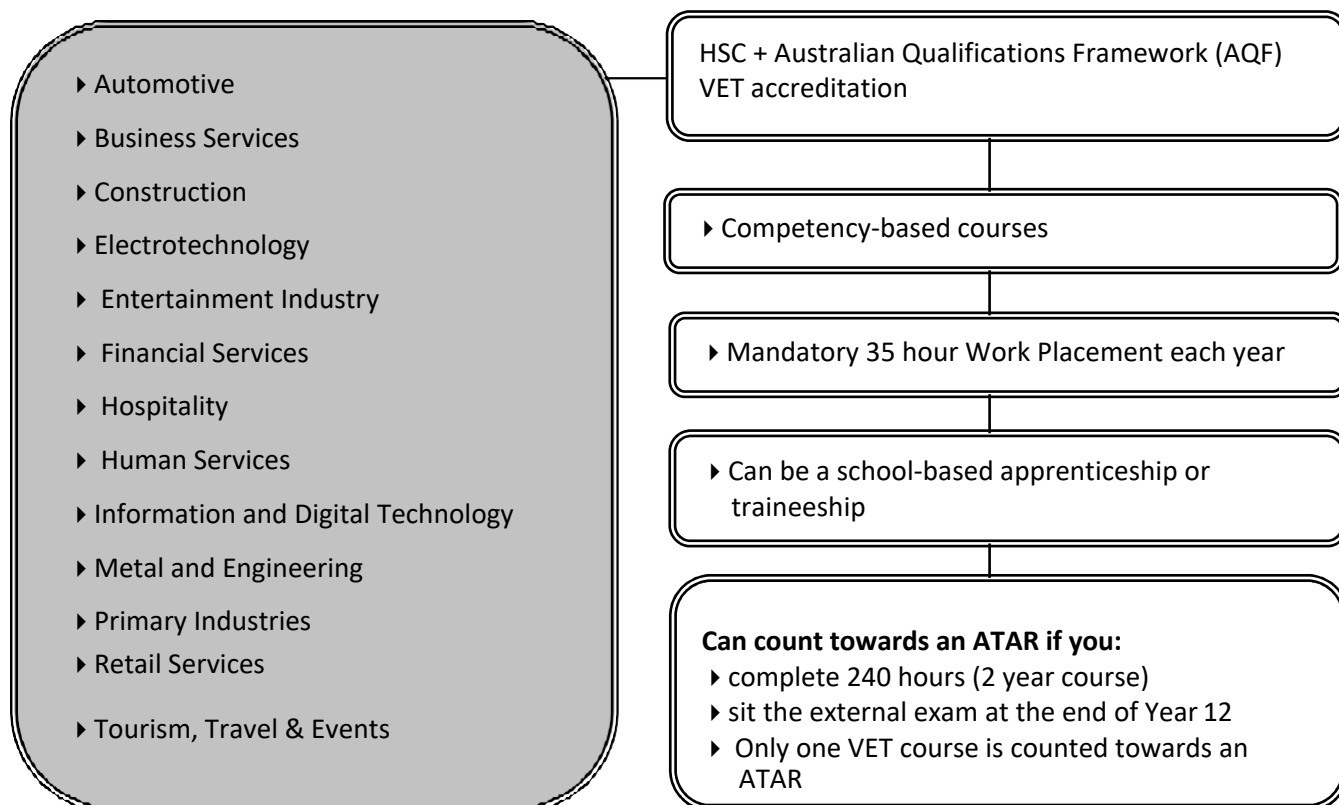 ▶ Automotive
▶ Business Services
▶ Construction
▶ Electrotechnology
▶ Entertainment Industry
▶ Financial Services
▶ Hospitality
▶ Human Services
▶ Information and Digital Technology
▶ Metal and Engineering
▶ Primary Industries
▶ Retail Services
▶ Tourism, Travel & Events
HSC + Australian Qualifications Framework (AQF)
VET accreditation
▶ Competency-based courses
▶ Mandatory 35 hour Work Placement each year
▶ Can be a school-based apprenticeship or
traineeship
Can count towards an ATAR if you:
▶ complete 240 hours (2 year course)
▶ sit the external exam at the end of Year 12
▶ Only one VET course is counted towards an
ATAR